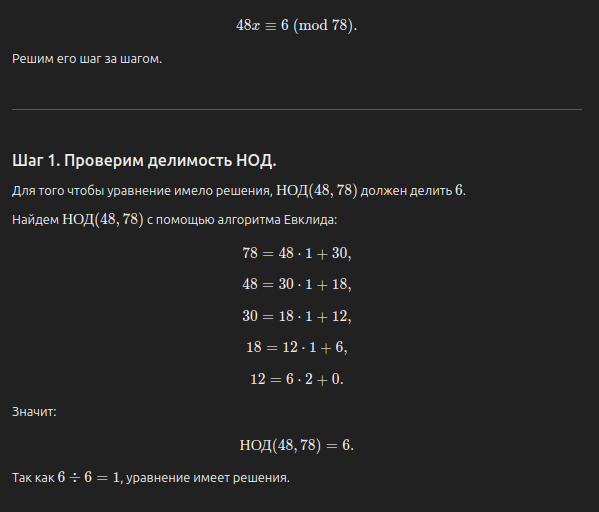 48x ≡ 6 (mod 78).
Решим его шаг за шагом.
Шаг 1. Проверим делимость НОД.
Для того чтобы уравнение имело решения, НОД(48, 78) должен делить 6.
Найдем НОД(48, 78) с помощью алгоритма Евклида:
78 = 48 · 1 + 30,
48 = 30 · 1 + 18,
30 = 18 · 1 + 12,
18 = 12 · 1 + 6,
12 = 6 · 2 + 0.
Значит:
НОД(48, 78) = 6.
Так как 6 ÷ 6 = 1, уравнение имеет решения.